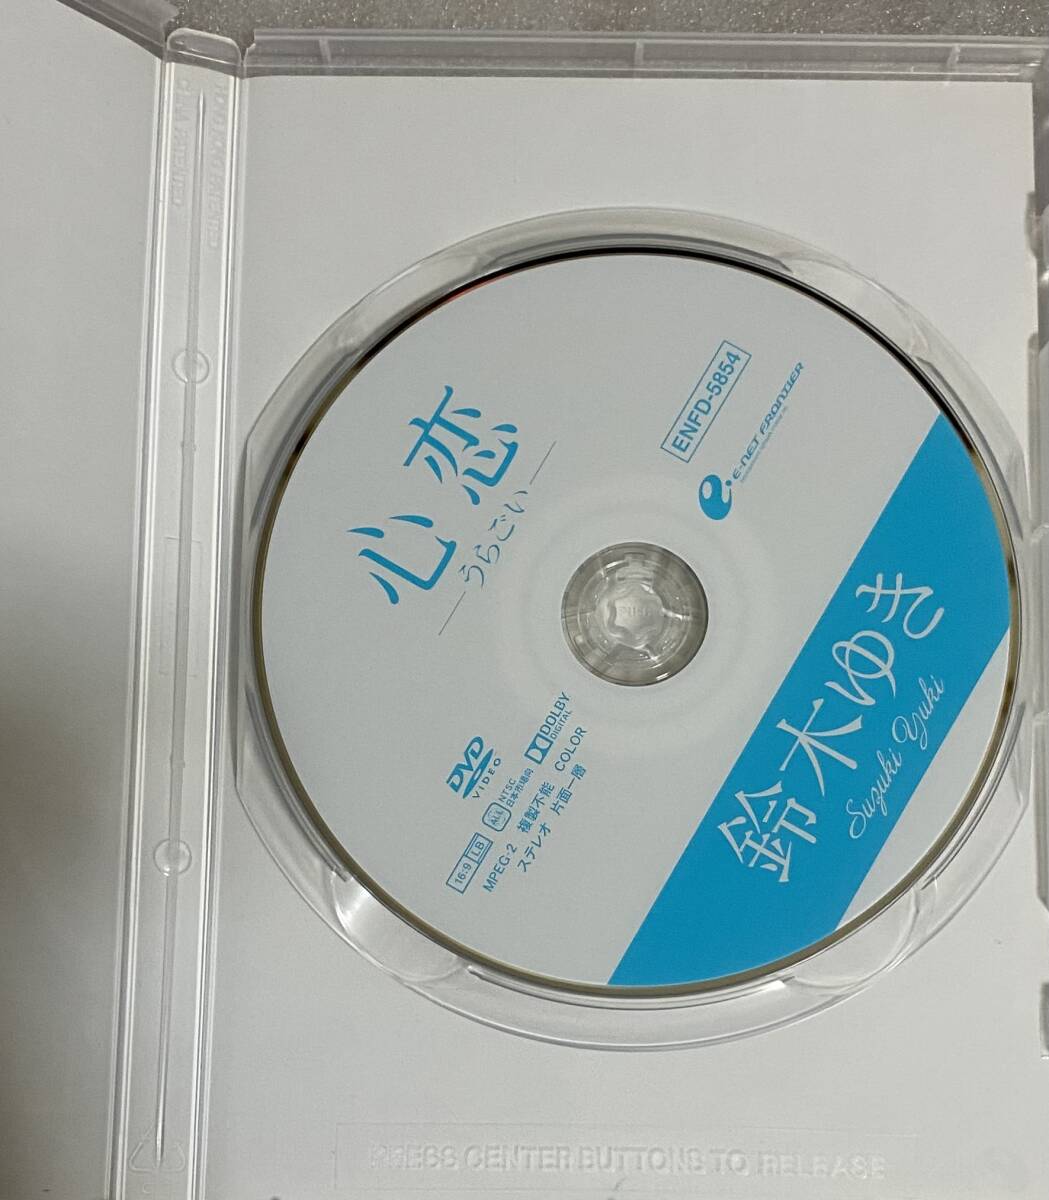 心恋
―うらごい―
ENFD-5854
e-NET FRONTIER
鈴木ゆき
Suzuki Yuki
DVD
VIDEO
16:9 LB
ALL
NTSC
日本市場向
DOLBY
DIGITAL
MPEG-2 複製不能 COLOR
ステレオ 片面一層
PRESS CENTER BUTTONS TO RELEASE